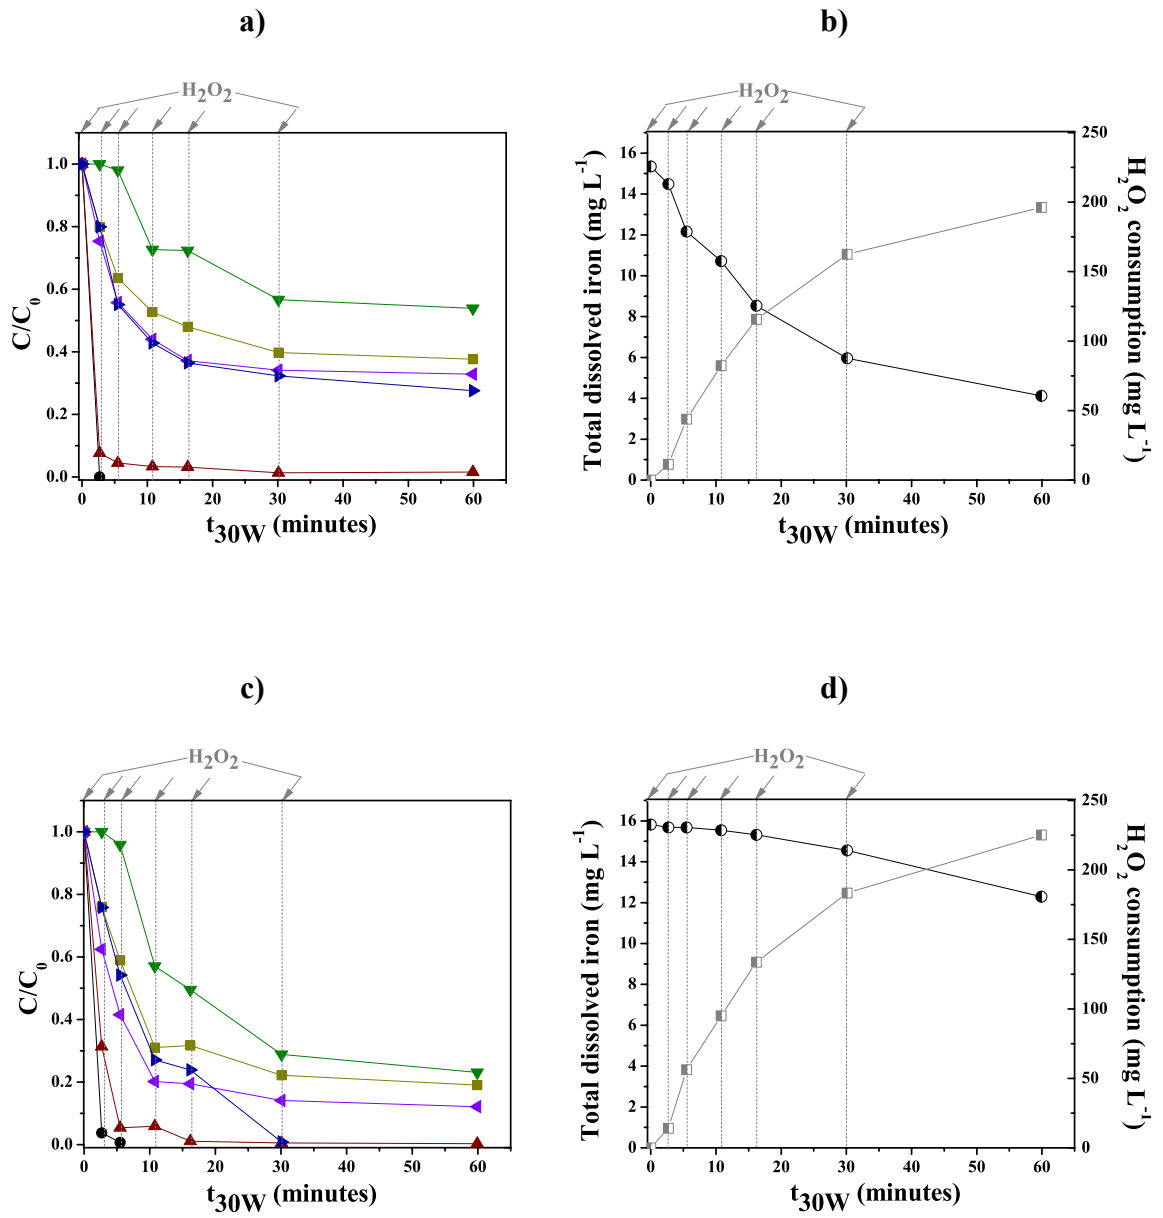 a)
b)
H2O2
H2O2
1.0
0.8
0.6
0.4
0.2
0.0
C/C0
0 10 20 30 40 50 60
t30W (minutes)
16
14
12
10
8
6
4
2
0
Total dissolved iron (mg L-1)
250
200
150
100
50
0
H2O2 consumption (mg L-1)
0 10 20 30 40 50 60
t30W (minutes)
c)
d)
H2O2
H2O2
1.0
0.8
0.6
0.4
0.2
0.0
C/C0
0 10 20 30 40 50 60
t30W (minutes)
16
14
12
10
8
6
4
2
0
Total dissolved iron (mg L-1)
250
200
150
100
50
0
H2O2 consumption (mg L-1)
0 10 20 30 40 50 60
t30W (minutes)